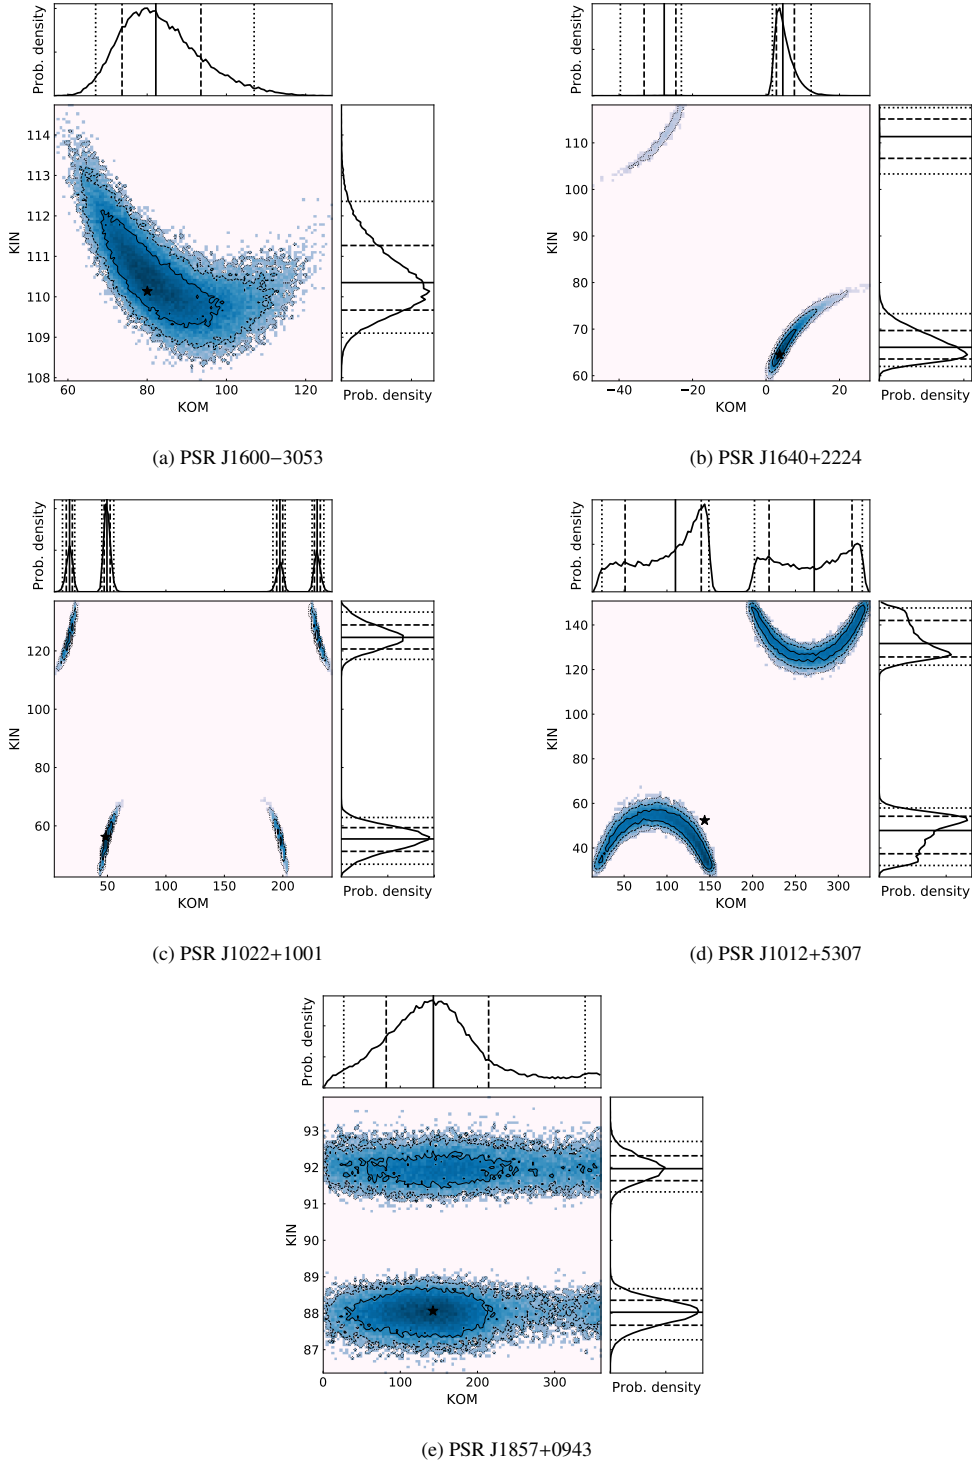 Prob. density
Prob. density
114
113
112
111
110
109
108
KIN
60 80 100 120
KOM
Prob. density
110
100
90
80
70
60
KIN
−40 −20 0 20
KOM
Prob. density
(a) PSR J1600−3053
(b) PSR J1640+2224
Prob. density
Prob. density
120
100
80
60
KIN
50 100 150 200
KOM
Prob. density
140
120
100
80
60
40
KIN
50 100 150 200 250 300
KOM
Prob. density
(c) PSR J1022+1001
(d) PSR J1012+5307
Prob. density
93
92
91
90
89
88
87
KIN
0 100 200 300
KOM
Prob. density
(e) PSR J1857+0943